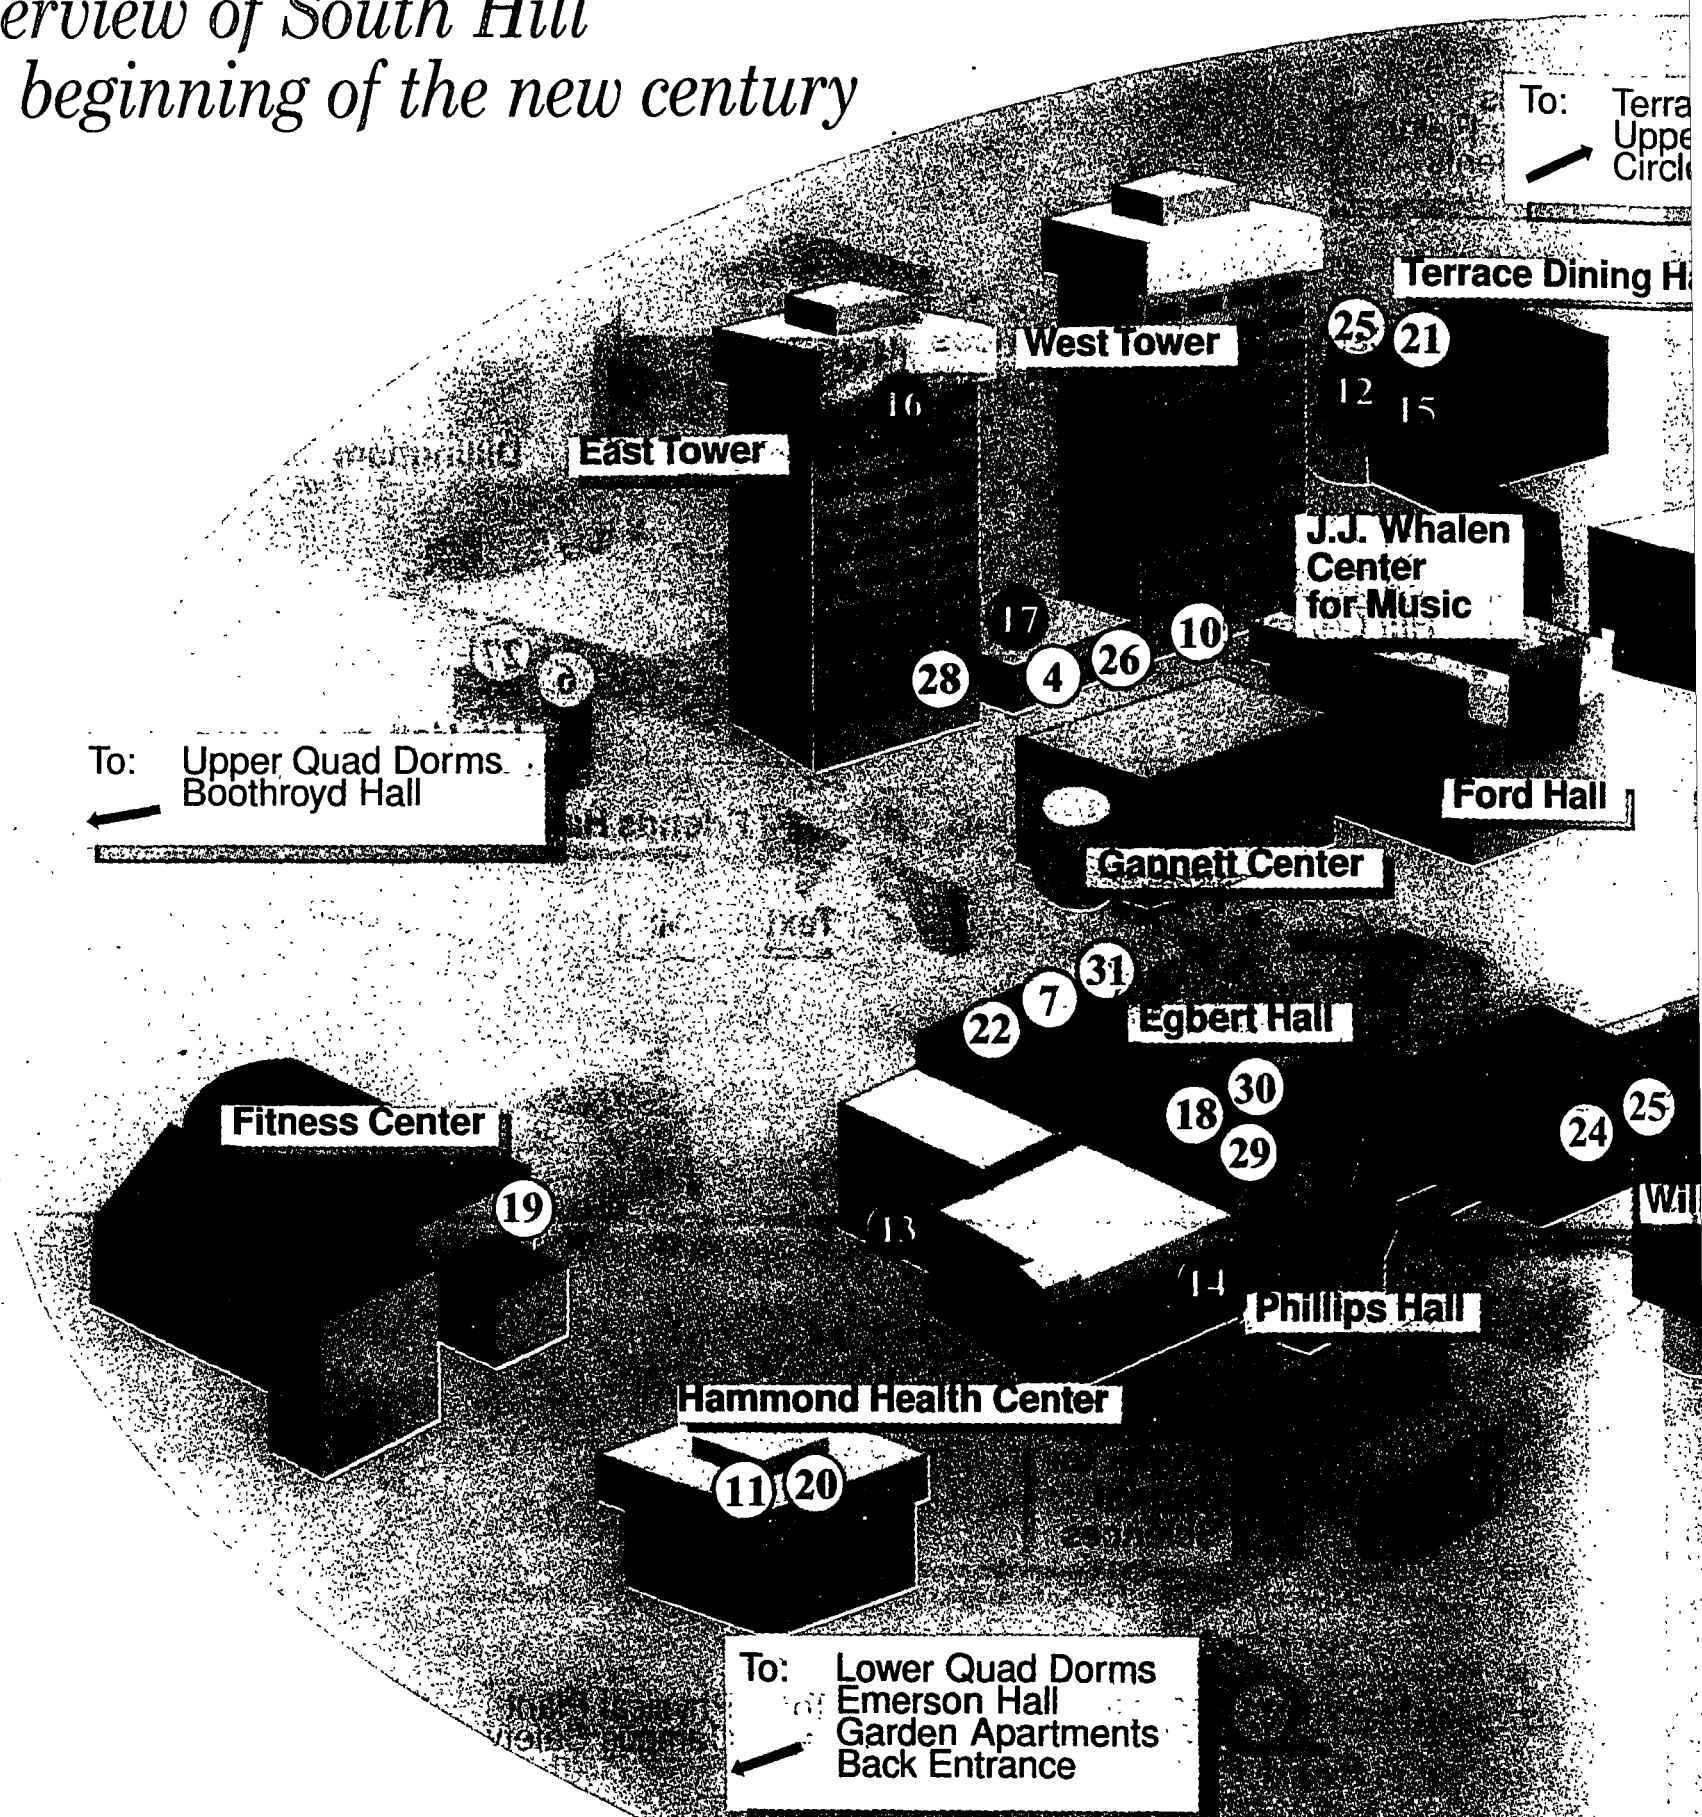 erview of South Hill
beginning of the new century
To: Terra
Uppe
Circle
Terrace Dining Ha
25 21
West Tower
12 15
16
East Tower
J.J. Whalen
Center
for Music
17
10
26
4
28
To: Upper Quad Dorms
Boothroyd Hall
Ford Hall
Gannett Center
31
7
22
Egbert Hall
30
18
29
25
24
Fitness Center
19
Wil
13
14
Phillips Hall
Hammond Health Center
11 20
To: Lower Quad Dorms
Emerson Hall
Garden Apartments
Back Entrance